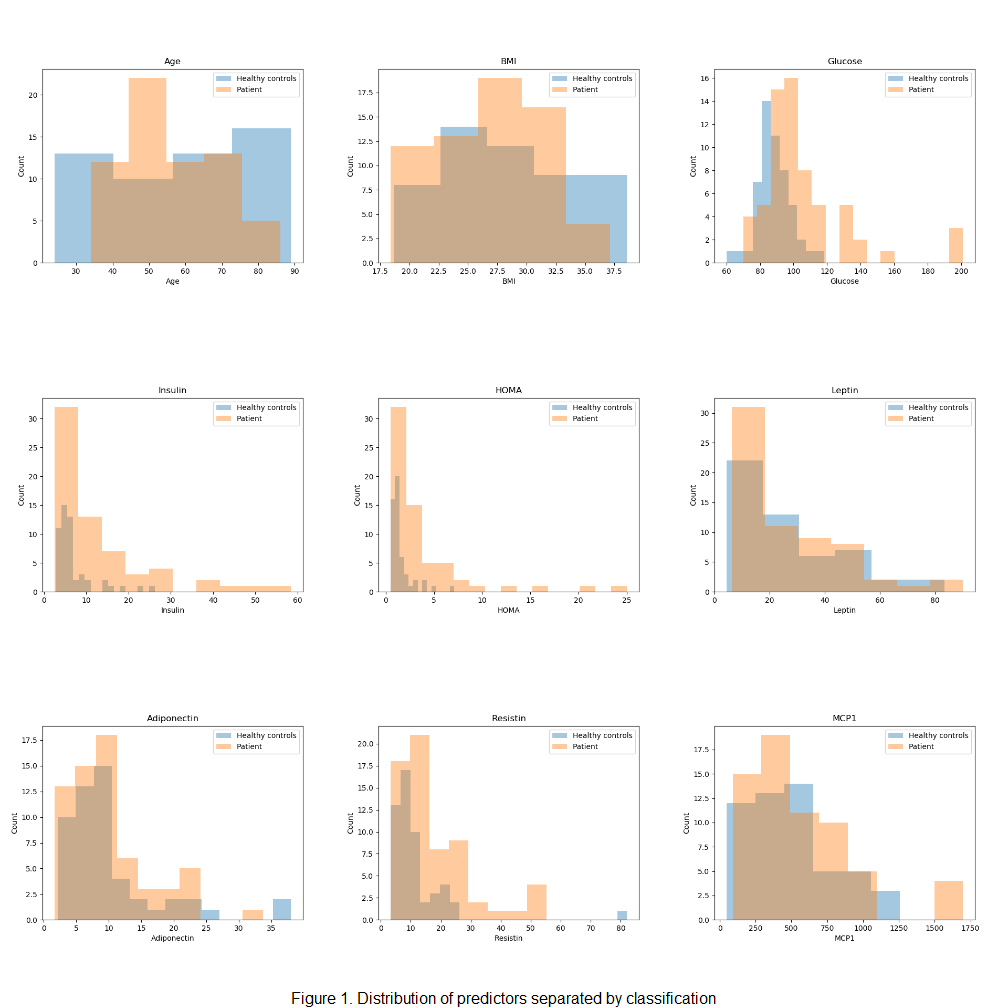 Age
Healthy controls
Patient
Count
20
15
10
5
0
30 40 50 60 70 80 90
Age
BMI
Healthy controls
Patient
Count
17.5
15.0
12.5
10.0
7.5
5.0
2.5
0.0
17.5 20.0 22.5 25.0 27.5 30.0 32.5 35.0 37.5
BMI
Glucose
Healthy controls
Patient
Count
16
14
12
10
8
6
4
2
0
60 80 100 120 140 160 180 200
Glucose
Insulin
Healthy controls
Patient
Count
30
25
20
15
10
5
0
0 10 20 30 40 50 60
Insulin
HOMA
Healthy controls
Patient
Count
30
25
20
15
10
5
0
0 5 10 15 20 25
HOMA
Leptin
Healthy controls
Patient
Count
30
25
20
15
10
5
0
0 20 40 60 80
Leptin
Adiponectin
Healthy controls
Patient
Count
17.5
15.0
12.5
10.0
7.5
5.0
2.5
0.0
0 5 10 15 20 25 30 35
Adiponectin
Resistin
Healthy controls
Patient
Count
20.0
17.5
15.0
12.5
10.0
7.5
5.0
2.5
0.0
0 10 20 30 40 50 60 70 80
Resistin
MCP1
Healthy controls
Patient
Count
17.5
15.0
12.5
10.0
7.5
5.0
2.5
0.0
0 250 500 750 1000 1250 1500 1750
MCP1
Figure 1. Distribution of predictors separated by classification